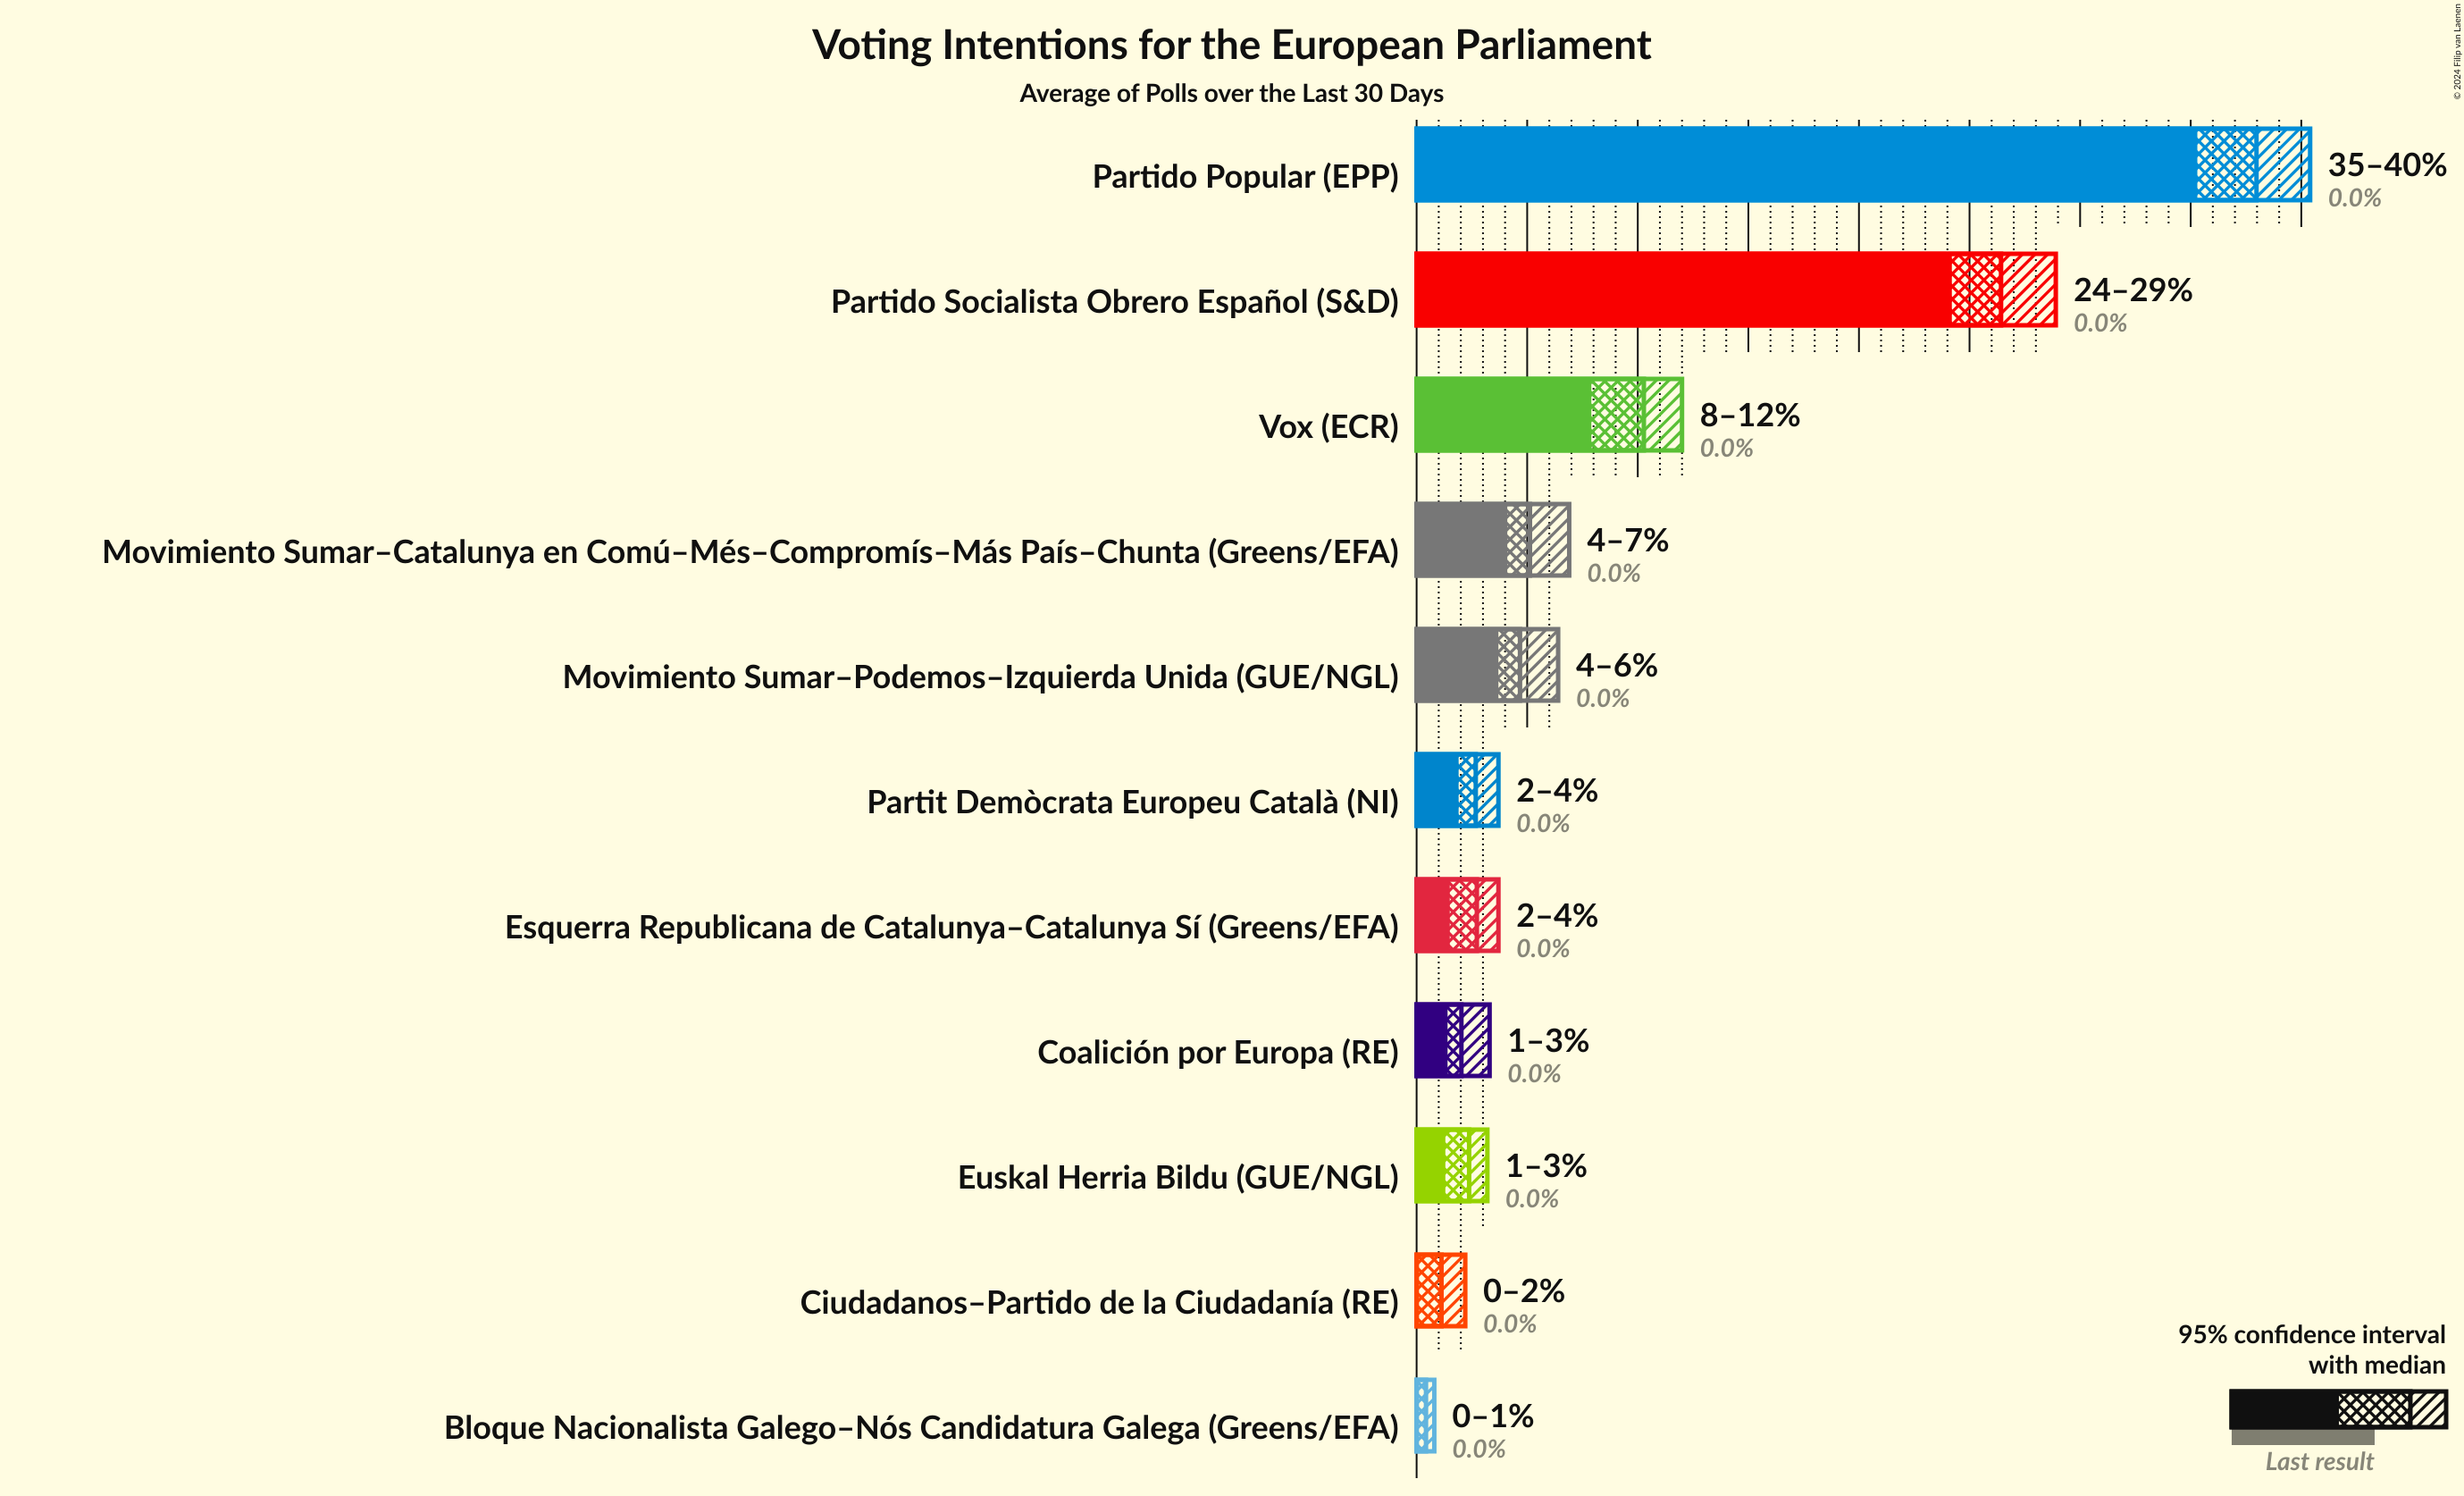 © 2024 Filip van Laenen
Voting Intentions for the European Parliament
Average of Polls over the Last 30 Days
Partido Popular (EPP)
35–40%
0.0%
Partido Socialista Obrero Español (S&D)
24–29%
0.0%
Vox (ECR)
8–12%
0.0%
Movimiento Sumar–Catalunya en Comú–Més–Compromís–Más País–Chunta (Greens/EFA)
4–7%
0.0%
Movimiento Sumar–Podemos–Izquierda Unida (GUE/NGL)
4–6%
0.0%
Partit Demòcrata Europeu Català (NI)
2–4%
0.0%
Esquerra Republicana de Catalunya–Catalunya Sí (Greens/EFA)
2–4%
0.0%
Coalición por Europa (RE)
1–3%
0.0%
Euskal Herria Bildu (GUE/NGL)
1–3%
0.0%
Ciudadanos–Partido de la Ciudadanía (RE)
0–2%
0.0%
Bloque Nacionalista Galego–Nós Candidatura Galega (Greens/EFA)
0–1%
0.0%
95% confidence interval
with median
Last result